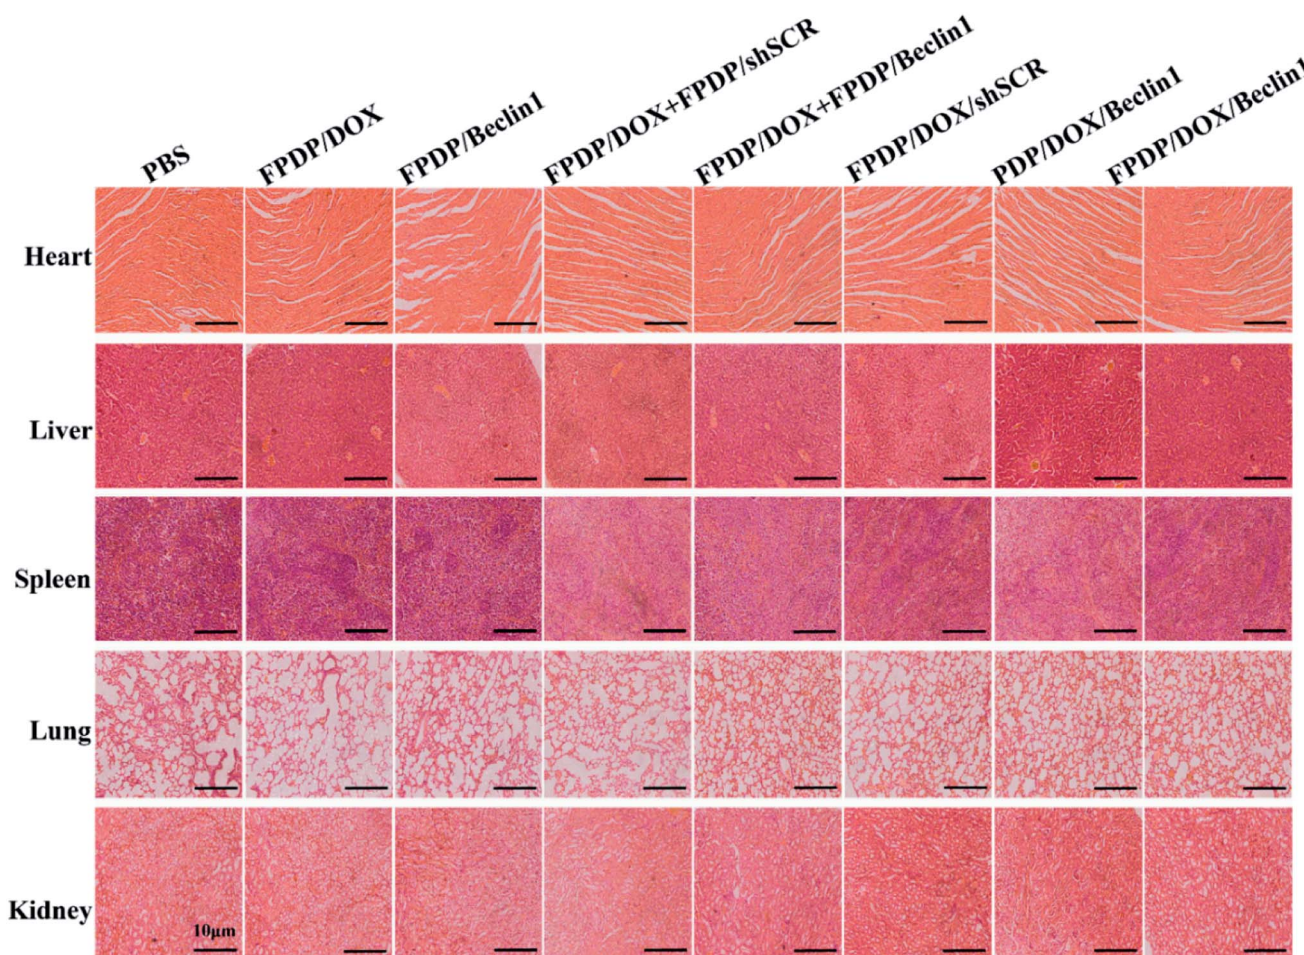 PBS
FPDP/DOX
FPDP/Beclin1
FPDP/DOX+FPDP/shSCR
FPDP/DOX+FPDP/Beclin1
FPDP/DOX/shSCR
PDP/DOX/Beclin1
FPDP/DOX/Beclin1
Heart
Liver
Spleen
Lung
Kidney
10μm